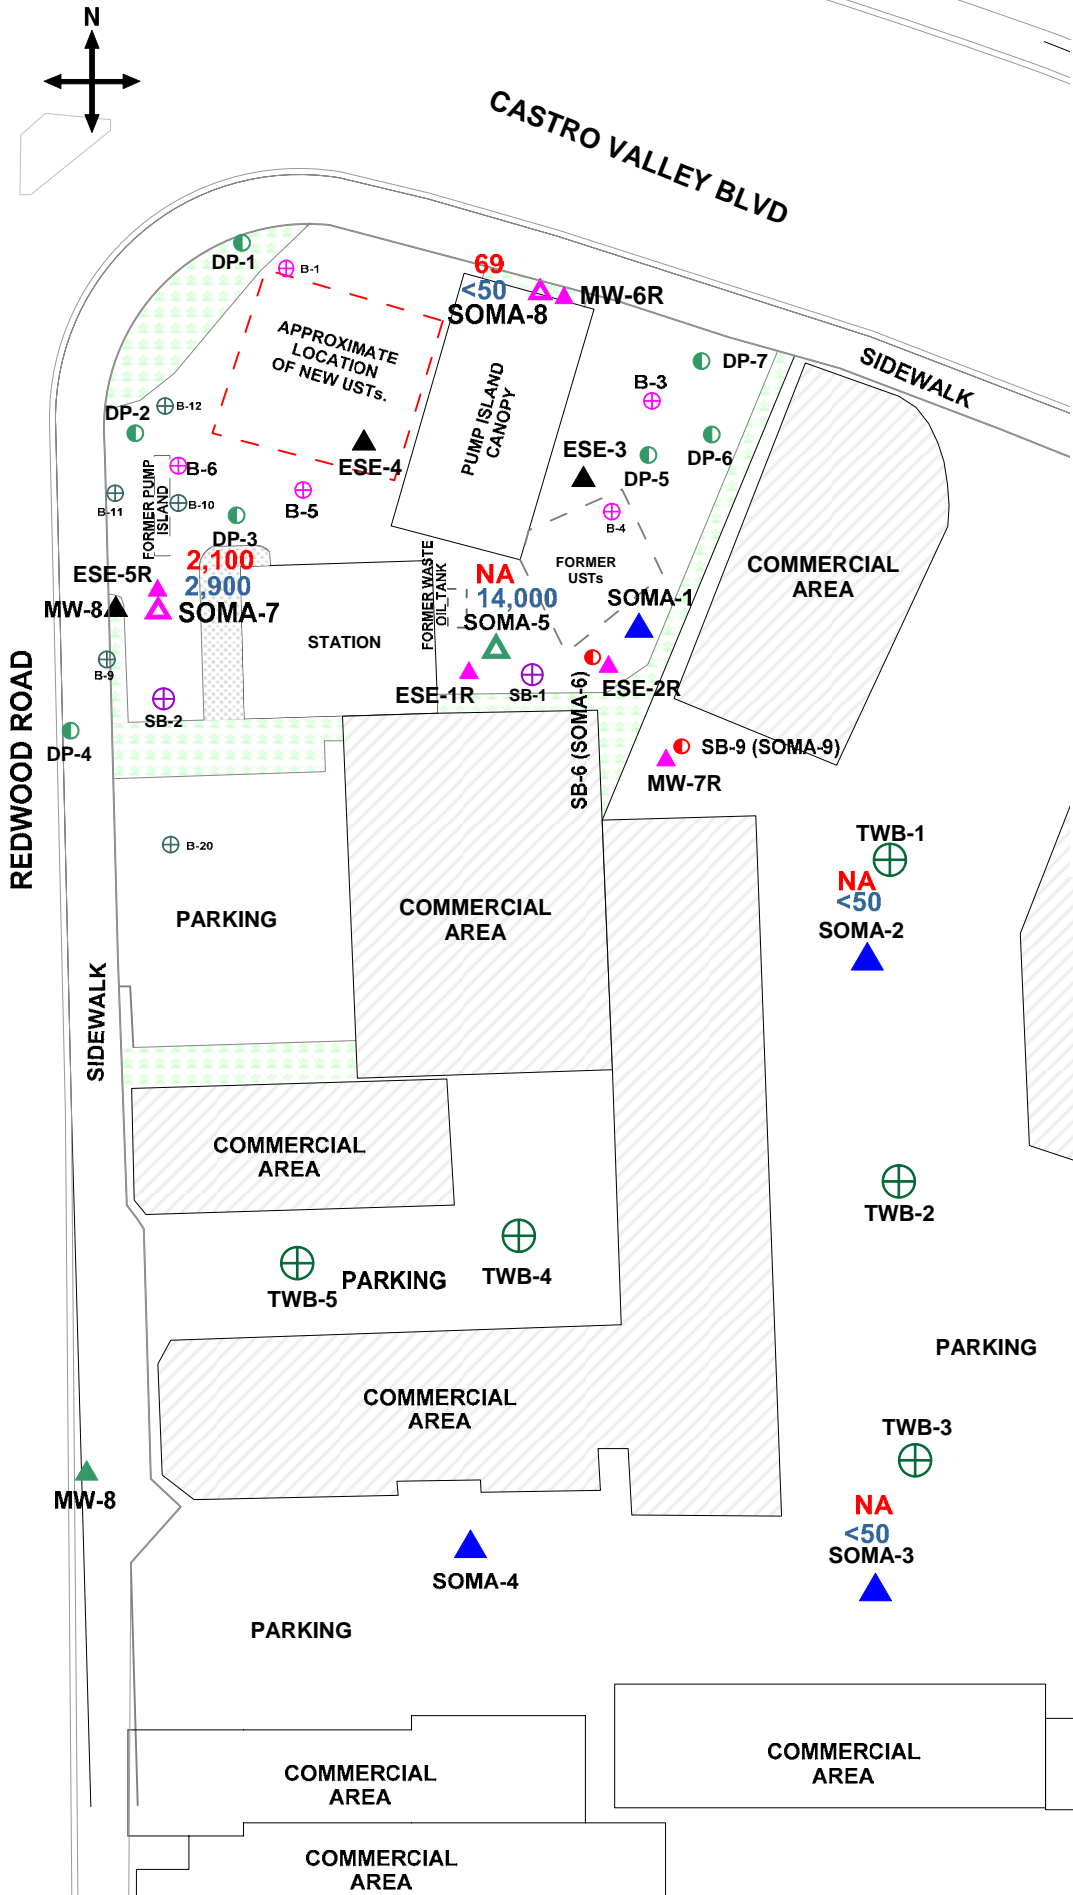 N
CASTRO VALLEY BLVD
DP-1
B-1
69
<50
SOMA-8
MW-6R
APPROXIMATE
LOCATION
OF NEW USTs.
SIDEWALK
DP-7
B-3
PUMP ISLAND
CANOPY
DP-2
B-12
ESE-4
ESE-3
DP-5
DP-6
B-6
FORMER PUMP
ISLAND
B-11
B-10
B-5
B-4
DP-3
2,100
2,900
SOMA-7
ESE-5R
MW-8
FORMER WASTE
OIL TANK
NA
14,000
SOMA-5
FORMER
USTs
SOMA-1
COMMERCIAL
AREA
STATION
B-9
SB-2
ESE-1R
SB-1
ESE-2R
SB-6 (SOMA-6)
DP-4
SB-9 (SOMA-9)
MW-7R
REDWOOD ROAD
B-20
TWB-1
NA
<50
SOMA-2
PARKING
COMMERCIAL
AREA
SIDEWALK
COMMERCIAL
AREA
TWB-2
TWB-5
PARKING
TWB-4
PARKING
COMMERCIAL
AREA
TWB-3
MW-8
NA
<50
SOMA-3
SOMA-4
PARKING
COMMERCIAL
AREA
COMMERCIAL
AREA
COMMERCIAL
AREA